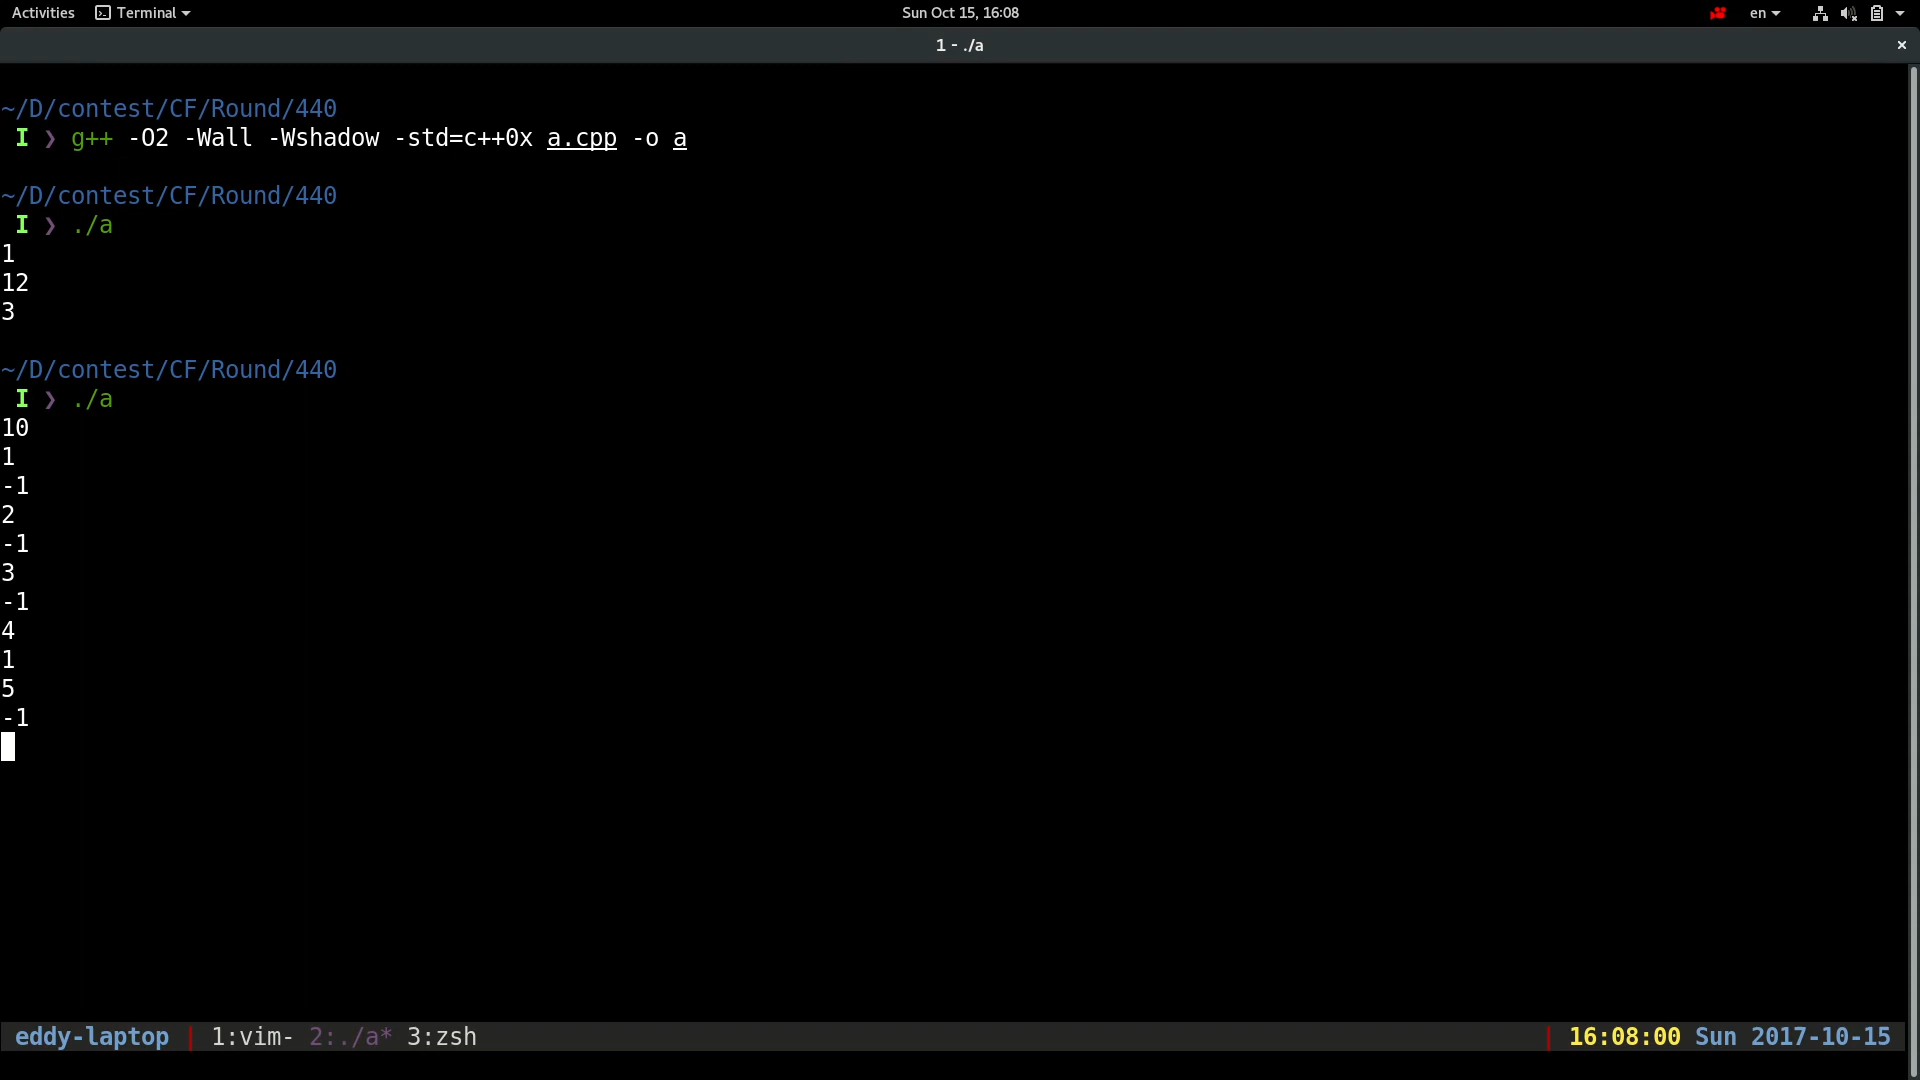 Activities Terminal Sun Oct 15, 16:08 en
1 - ./a ×
~/D/contest/CF/Round/440
I ❯ g++ -O2 -Wall -Wshadow -std=c++0x a.cpp -o a
~/D/contest/CF/Round/440
I ❯ ./a
1
12
3
~/D/contest/CF/Round/440
I ❯ ./a
10
1
-1
2
-1
3
-1
4
1
5
-1
eddy-laptop | 1:vim- 2:./a* 3:zsh | 16:08:00 Sun 2017-10-15